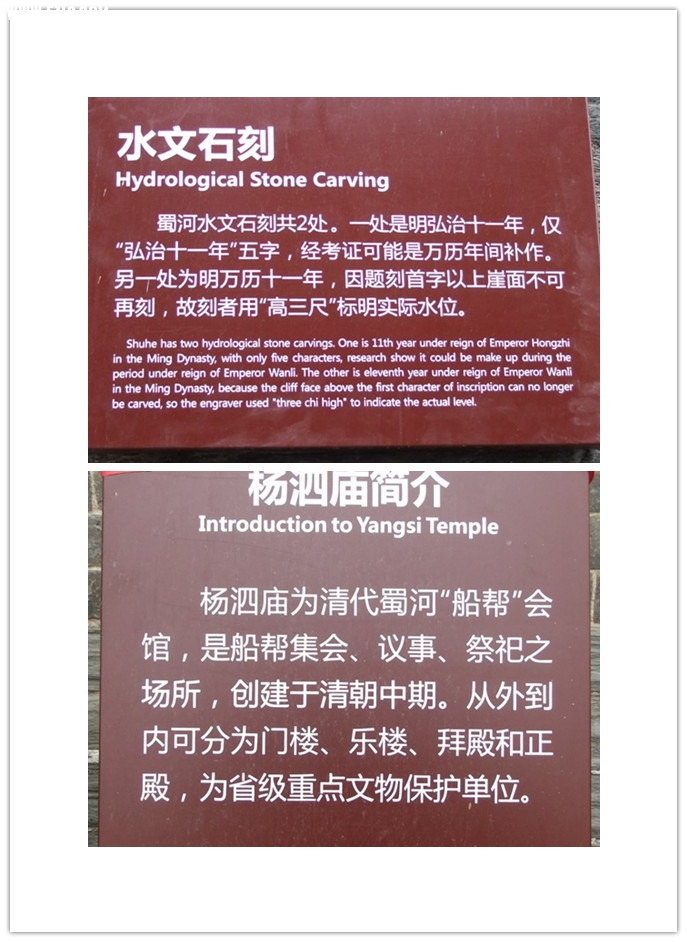 水文石刻
Hydrological Stone Carving
蜀河水文石刻共2处。一处是明弘治十一年，仅
“弘治十一年”五字，经考证可能是万历年间补作。
另一处为明万历十一年，因题刻首字以上崖面不可
再刻，故刻者用“高三尺”标明实际水位。
Shuhe has two hydrological stone carvings. One is 11th year under reign of Emperor Hongzhi
in the Ming Dynasty, with only five characters, research show it could be make up during the
period under reign of Emperor Wanli. The other is eleventh year under reign of Emperor Wanli
in the Ming Dynasty, because the cliff face above the first character of inscription can no longer
be carved, so the engraver used "three chi high" to indicate the actual level.
杨泗庙简介
Introduction to Yangsi Temple
杨泗庙为清代蜀河“船帮”会
馆，是船帮集会、议事、祭祀之
场所，创建于清朝中期。从外到
内可分为门楼、乐楼、拜殿和正
殿，为省级重点文物保护单位。